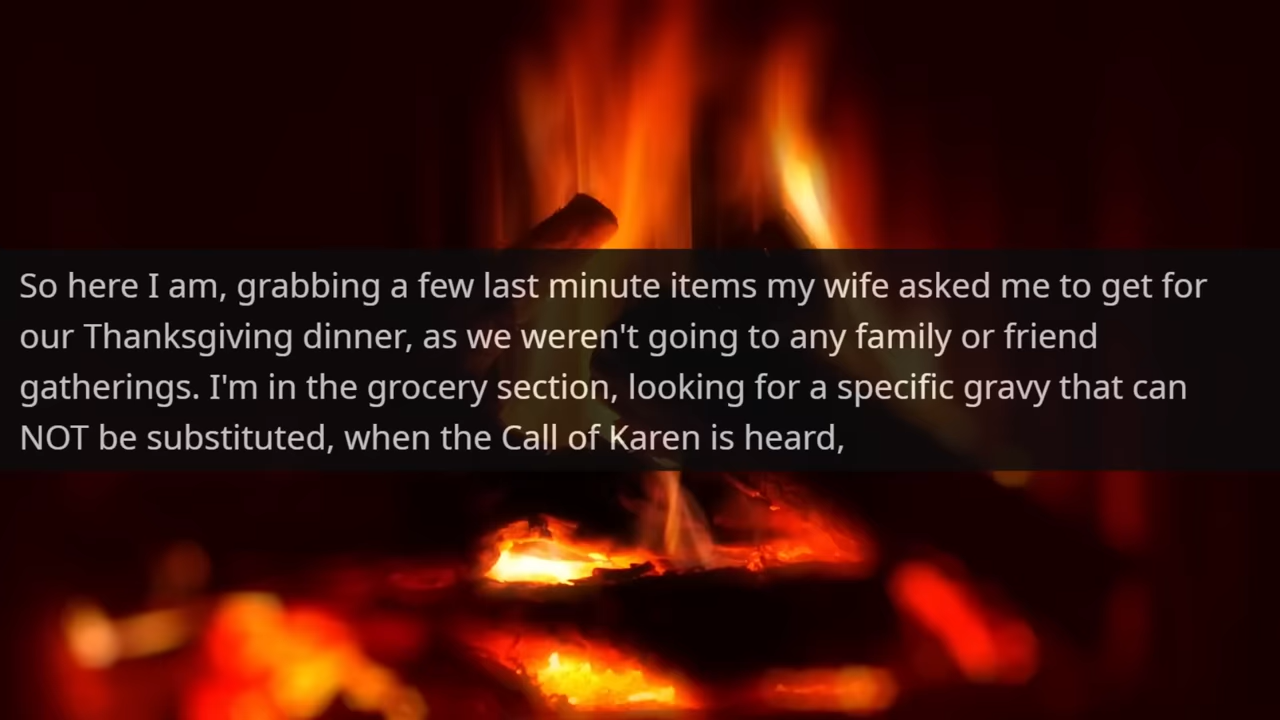 So here I am, grabbing a few last minute items my wife asked me to get for
our Thanksgiving dinner, as we weren't going to any family or friend
gatherings. I'm in the grocery section, looking for a specific gravy that can
NOT be substituted, when the Call of Karen is heard,